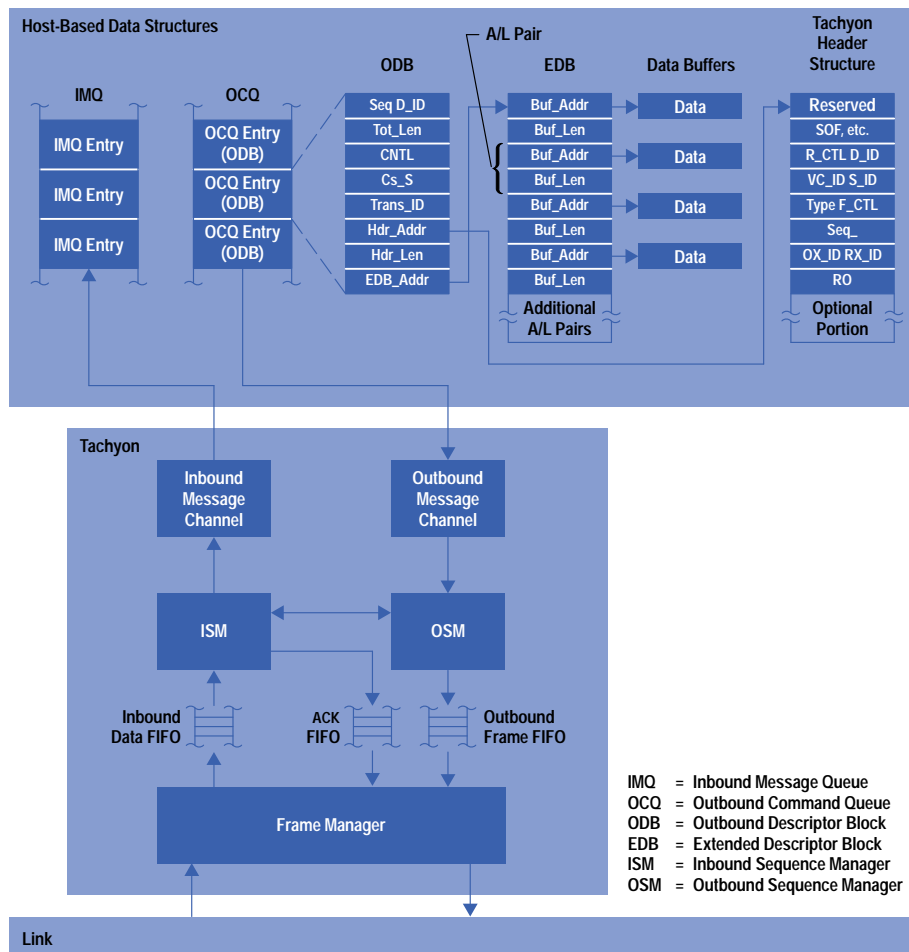 Host-Based Data Structures
A/L Pair
Tachyon
Header
Structure
IMQ
OCQ
ODB
EDB
Data Buffers
IMQ Entry
IMQ Entry
IMQ Entry
OCQ Entry
(ODB)
OCQ Entry
(ODB)
OCQ Entry
(ODB)
Seq D_ID
Tot_Len
CNTL
Cs_S
Trans_ID
Hdr_Addr
Hdr_Len
EDB_Addr
Buf_Addr
Buf_Len
Buf_Addr
Buf_Len
Buf_Addr
Buf_Len
Buf_Addr
Buf_Len
Additional
A/L Pairs
Data
Data
Data
Data
Reserved
SOF, etc.
R_CTL D_ID
VC_ID S_ID
Type F_CTL
Seq_
OX_ID RX_ID
RO
Optional
Portion
Tachyon
Inbound
Message
Channel
Outbound
Message
Channel
ISM
OSM
Inbound
Data FIFO
ACK
FIFO
Outbound
Frame FIFO
Frame Manager
IMQ = Inbound Message Queue
OCQ = Outbound Command Queue
ODB = Outbound Descriptor Block
EDB = Extended Descriptor Block
ISM = Inbound Sequence Manager
OSM = Outbound Sequence Manager
Link